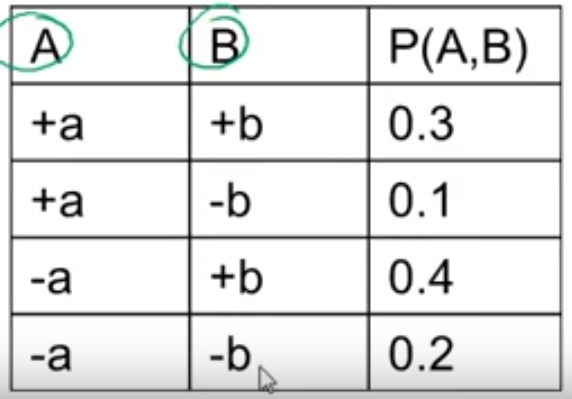 A B P(A,B)
+a +b 0.3
+a -b 0.1
-a +b 0.4
-a -b 0.2